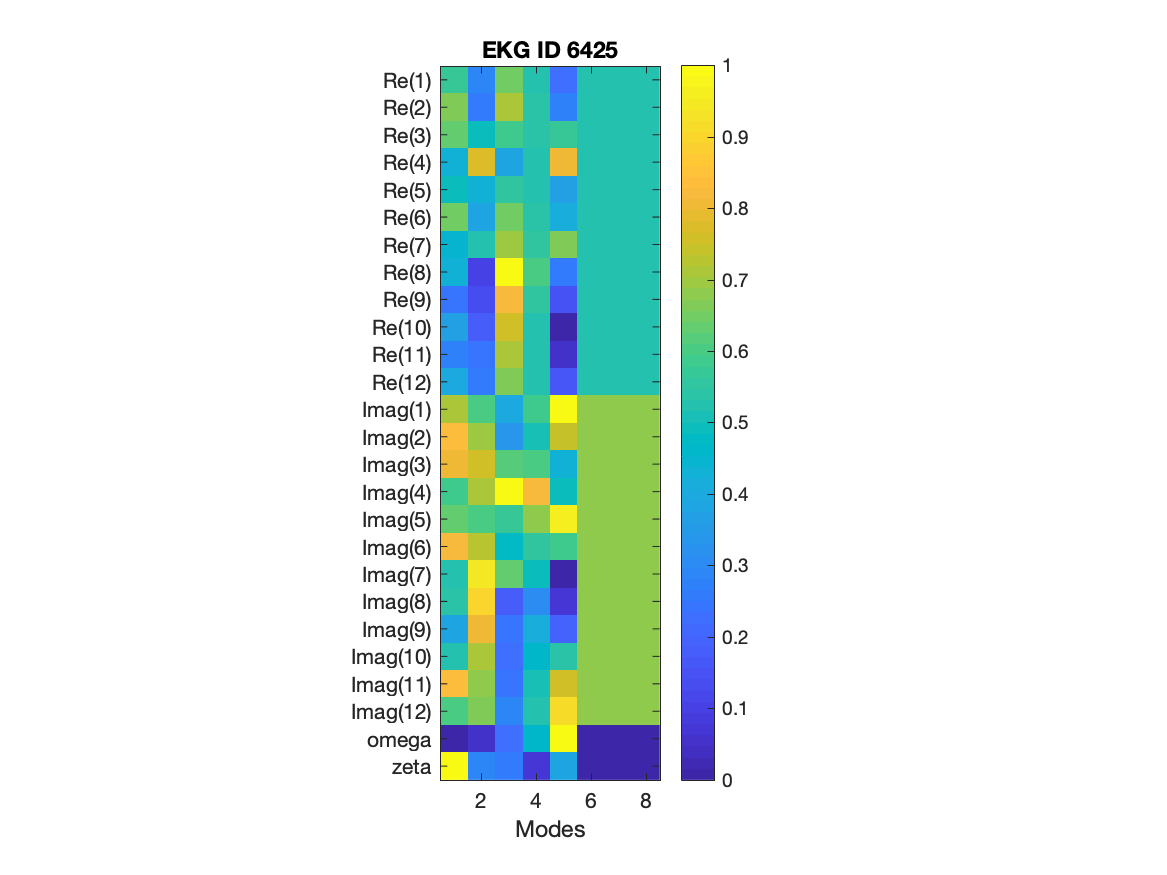 EKG ID 6425
Re(1)
Re(2)
Re(3)
Re(4)
Re(5)
Re(6)
Re(7)
Re(8)
Re(9)
Re(10)
Re(11)
Re(12)
Imag(1)
Imag(2)
Imag(3)
Imag(4)
Imag(5)
Imag(6)
Imag(7)
Imag(8)
Imag(9)
Imag(10)
Imag(11)
Imag(12)
omega
zeta
2 4 6 8
Modes
1
0.9
0.8
0.7
0.6
0.5
0.4
0.3
0.2
0.1
0